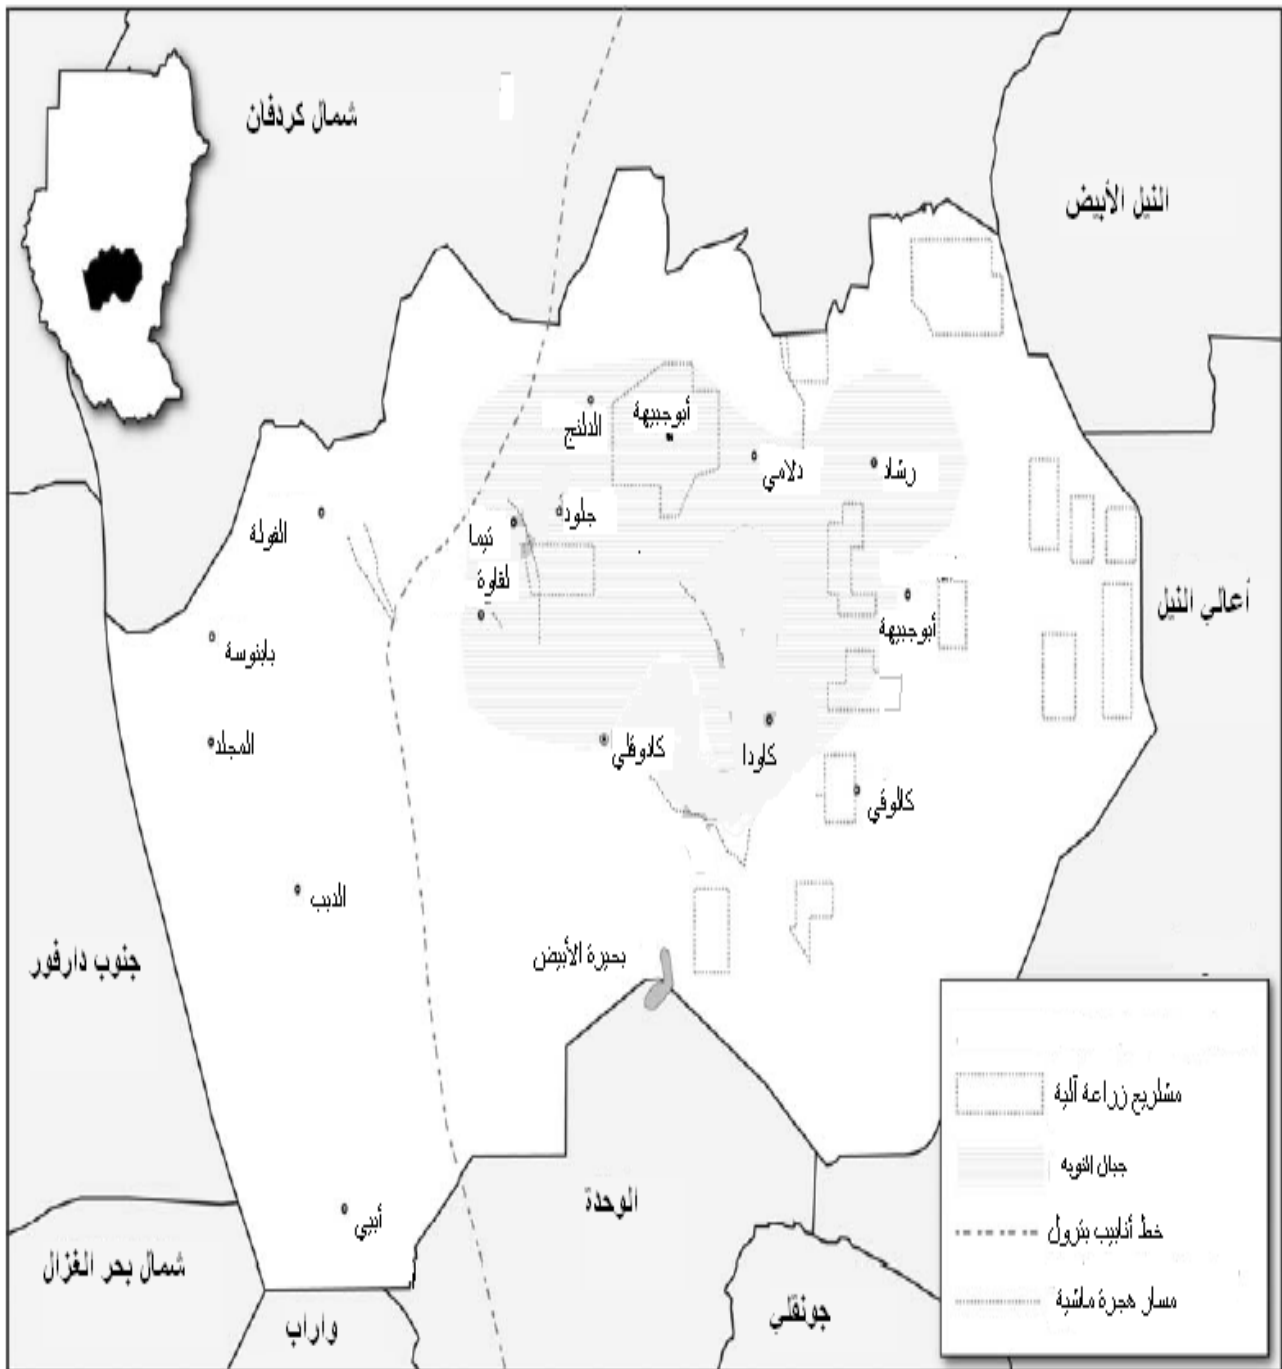 شمال كردفان
النيل الأبيض
الدلنج
أبوجبيهة
دلامي
رشاد
جلود
الفولة
تيما
لقاوة
أبوجبيهة
أعالي النيل
بابنوسة
المجلد
كادوقلي
كاودا
كالوقي
الدبب
بحيرة الأبيض
جنوب دارفور
مشاريع زراعة آلية
جبال النوبه
خط أنابيب بترول
مسار هجرة ماشية
الوحدة
أبيي
شمال بحر الغزال
واراب
جونقلي